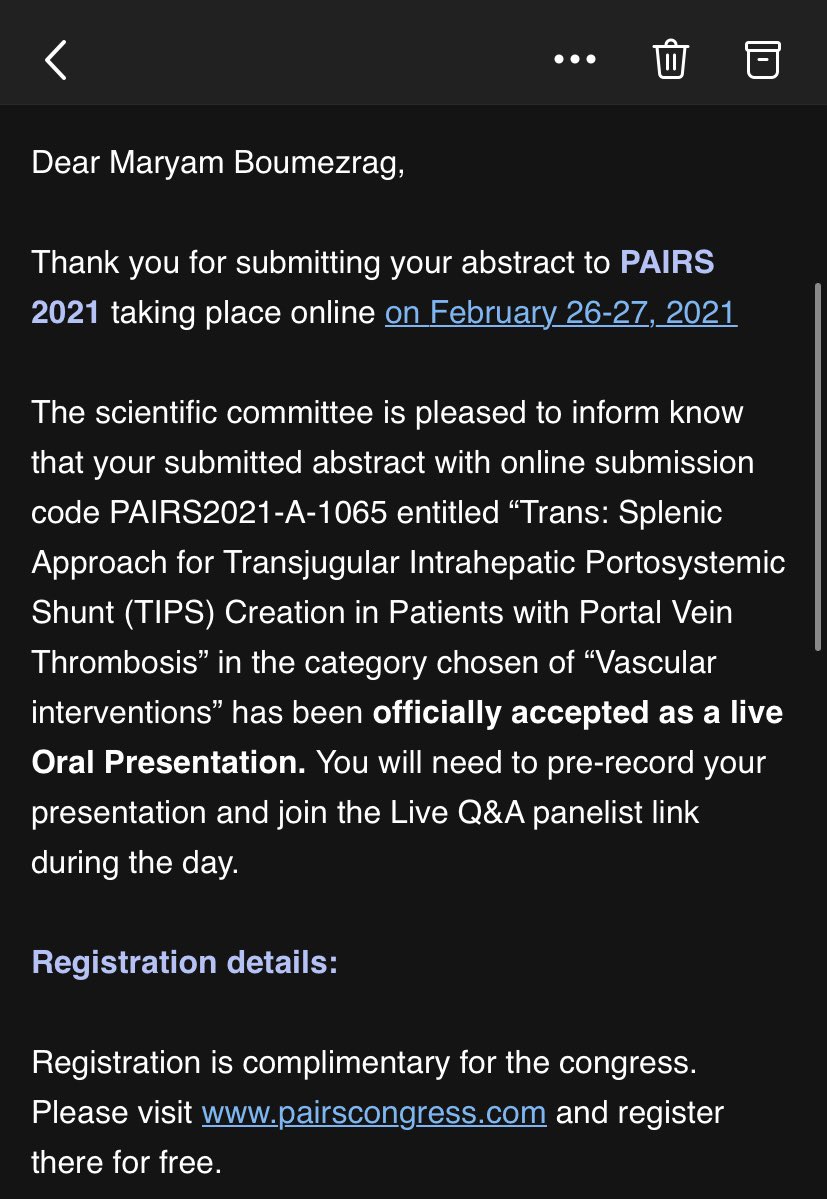 Dear Maryam Boumezrag,
Thank you for submitting your abstract to PAIRS
2021 taking place online on February 26-27, 2021
The scientific committee is pleased to inform know
that your submitted abstract with online submission
code PAIRS2021-A-1065 entitled “Trans: Splenic
Approach for Transjugular Intrahepatic Portosystemic
Shunt (TIPS) Creation in Patients with Portal Vein
Thrombosis” in the category chosen of “Vascular
interventions” has been officially accepted as a live
Oral Presentation. You will need to pre-record your
presentation and join the Live Q&A panelist link
during the day.
Registration details:
Registration is complimentary for the congress.
Please visit www.pairscongress.com and register
there for free.